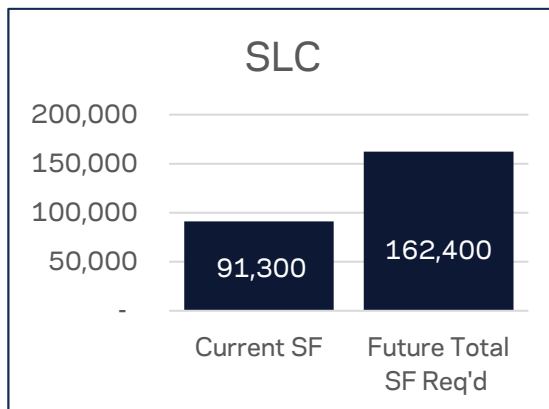 SLC
200,000
150,000
100,000
50,000
-
91,300
162,400
Current SF
Future Total
SF Req'd